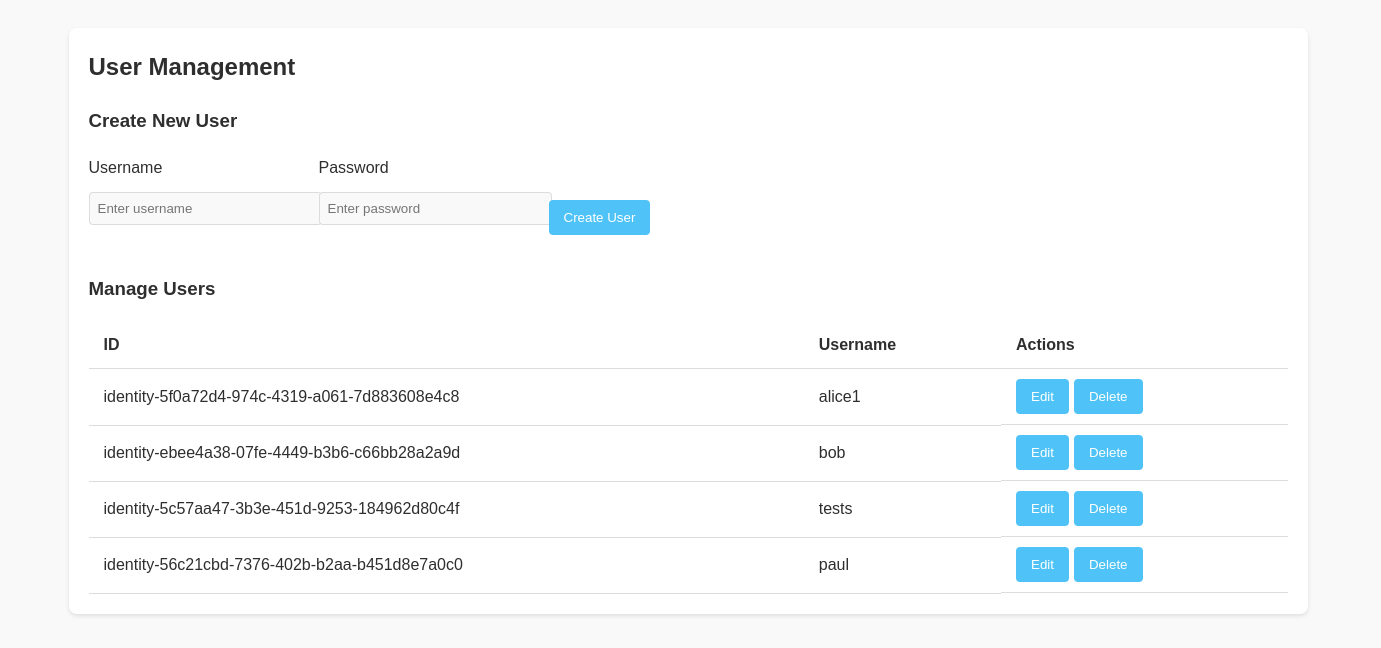 User Management
Create New User
Username Password
Enter username Enter password Create User
Manage Users
ID Username Actions
identity-5f0a72d4-974c-4319-a061-7d883608e4c8 alice1 Edit Delete
identity-ebee4a38-07fe-4449-b3b6-c66bb28a2a9d bob Edit Delete
identity-5c57aa47-3b3e-451d-9253-184962d80c4f tests Edit Delete
identity-56c21cbd-7376-402b-b2aa-b451d8e7a0c0 paul Edit Delete